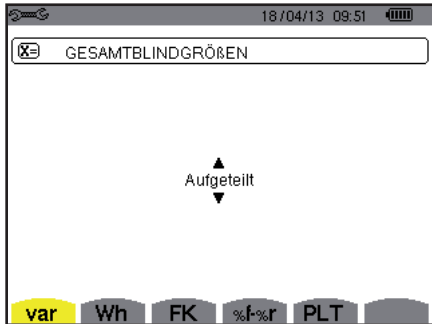 18/04/13 09:51
X= GESAMTBLINDGRÖßEN
Aufgeteilt
var Wh FK %f-%r PLT